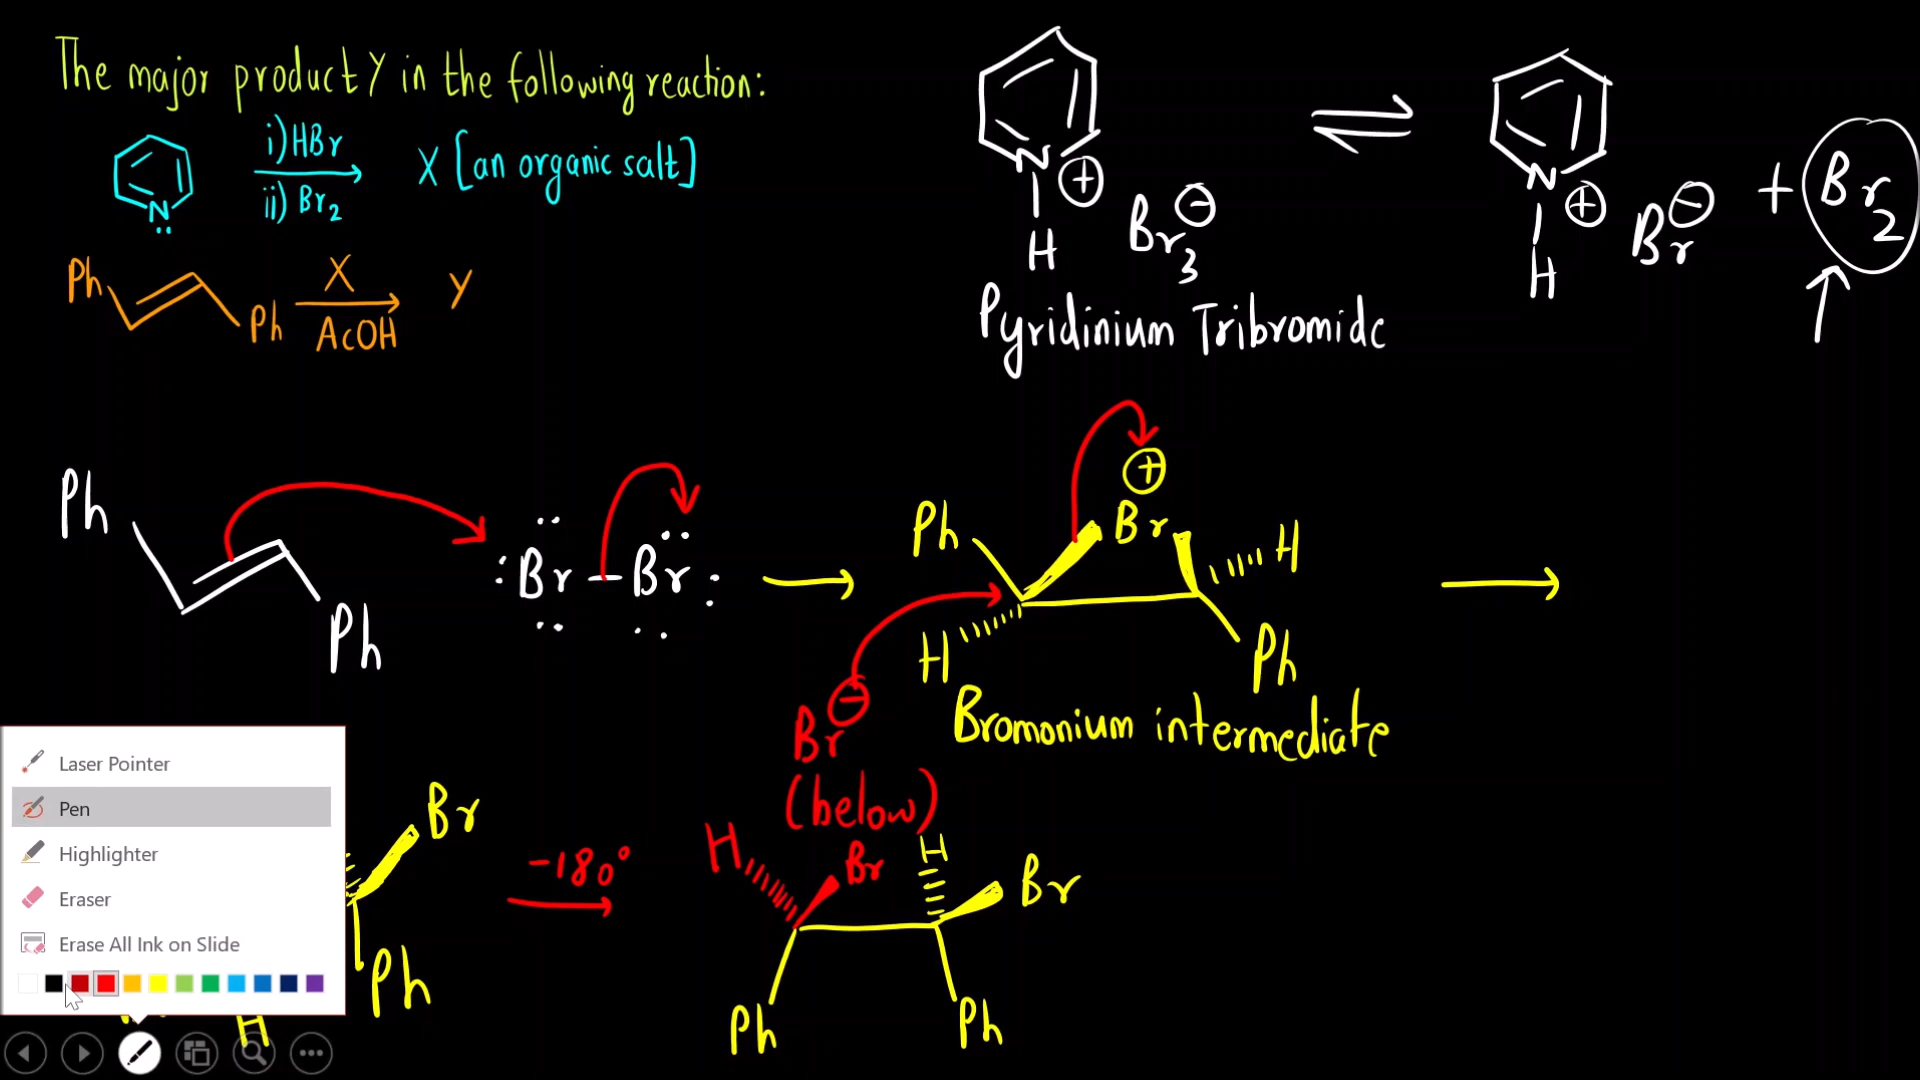 The major product Y in the following reaction:
i) HBr
ii) Br2
X [an organic salt]
N
Ph
Ph
X
AcOH
Y
N
H
Br3
Pyridinium Tribromide
N
H
Br
+ Br2
Ph
Ph
Br - Br
Ph
Br
H
H
Ph
Br
(below)
Bromonium intermediate
Laser Pointer
Pen
Highlighter
Eraser
Erase All Ink on Slide
Br
Ph
H
-180°
H
Br
H
Br
Ph
Ph